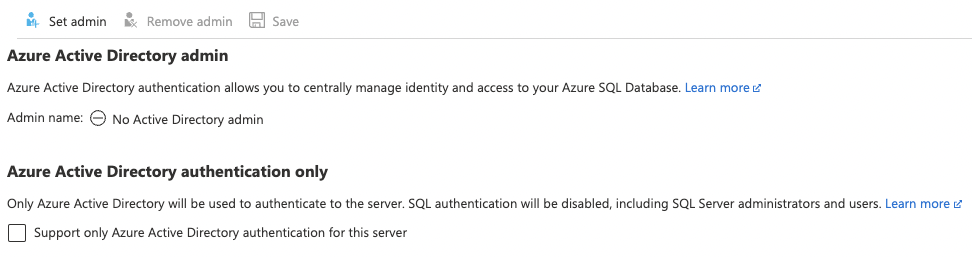 Set admin Remove admin Save
Azure Active Directory admin
Azure Active Directory authentication allows you to centrally manage identity and access to your Azure SQL Database. Learn more
Admin name: No Active Directory admin
Azure Active Directory authentication only
Only Azure Active Directory will be used to authenticate to the server. SQL authentication will be disabled, including SQL Server administrators and users. Learn more
Support only Azure Active Directory authentication for this server